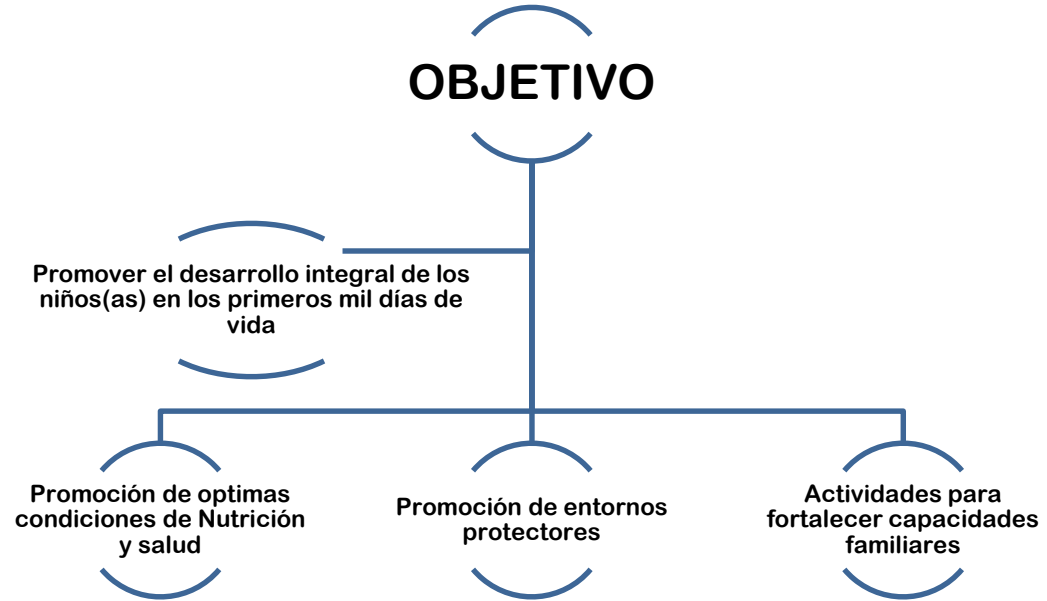 OBJETIVO
Promover el desarrollo integral de los
niños(as) en los primeros mil días de
vida
Promoción de optimas
condiciones de Nutrición
y salud
Promoción de entornos
protectores
Actividades para
fortalecer capacidades
familiares